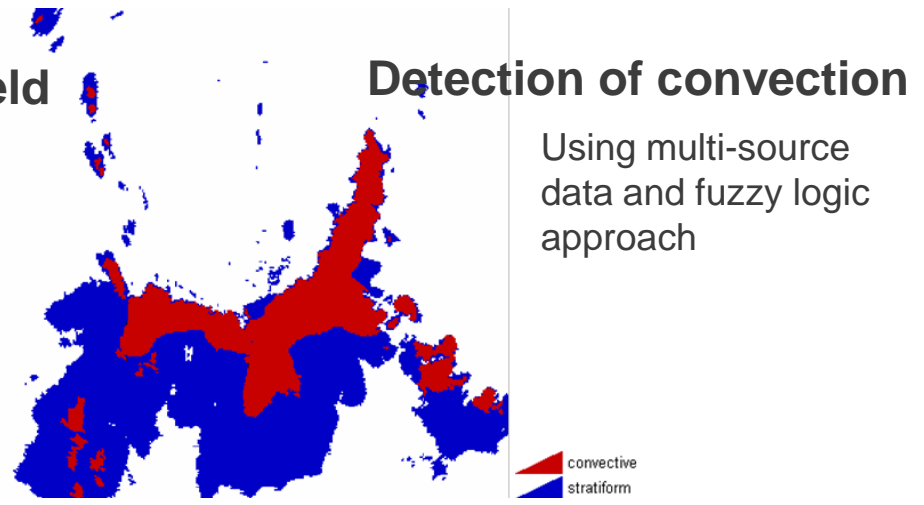 eld
Detection of convection
Using multi-source
data and fuzzy logic
approach
convective
stratiform